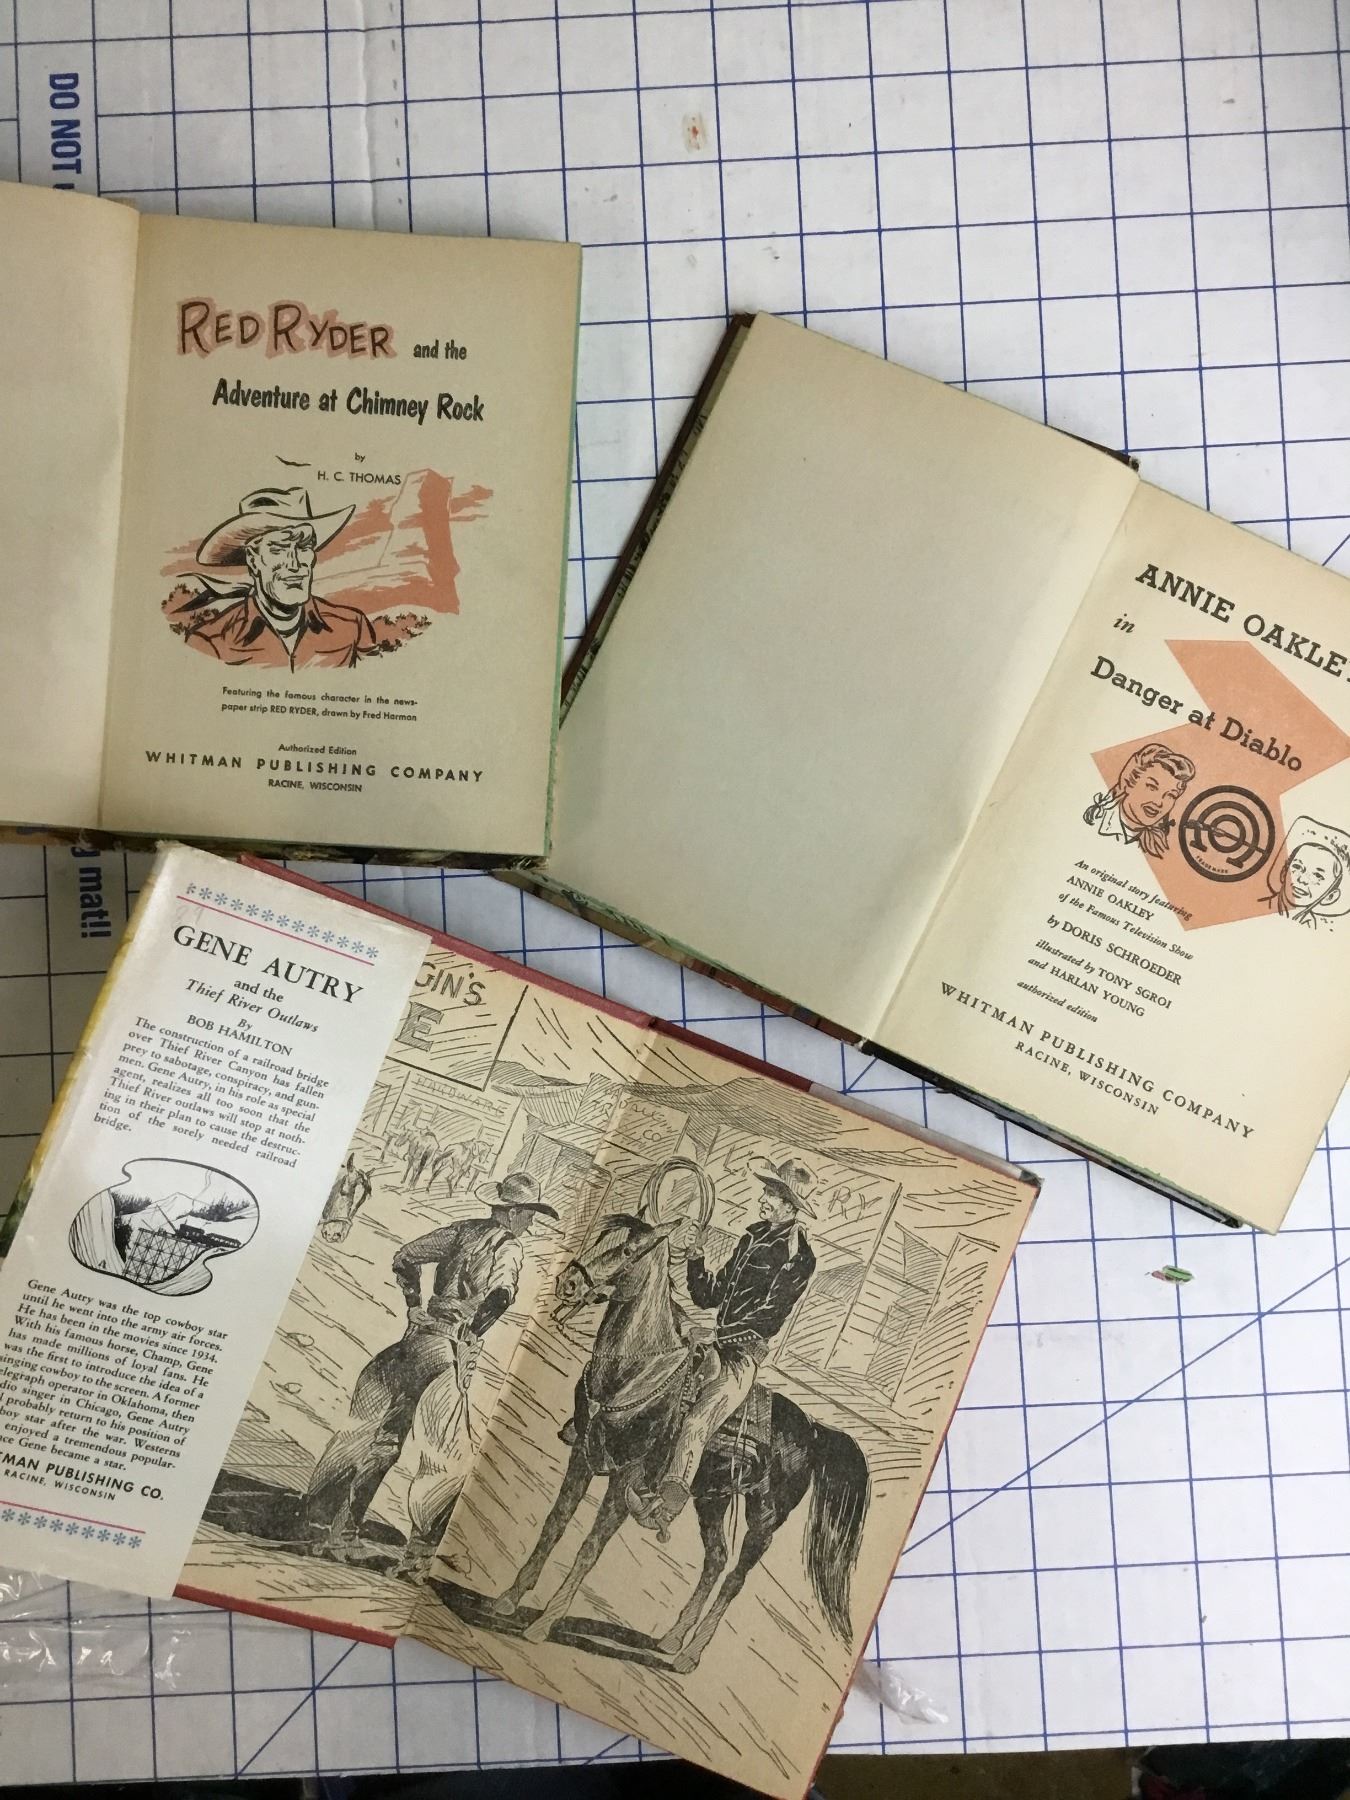 DO NOT
mat!!
RED RYDER and the
Adventure at Chimney Rock
by
H. C. THOMAS
Featuring the famous character in the news-
paper strip RED RYDER, drawn by Fred Harman
Authorized Edition
WHITMAN PUBLISHING COMPANY
RACINE, WISCONSIN
ANNIE OAKLEY
in
Danger at Diablo
TRADEMARK
An original story featuring
ANNIE OAKLEY
of the Famous Television Show
by DORIS SCHROEDER
illustrated by TONY SGROI
and HARLAN YOUNG
authorized edition
WHITMAN PUBLISHING COMPANY
RACINE, WISCONSIN
GENE AUTRY
and the
Thief River Outlaws
By
BOB HAMILTON
The construction of a railroad bridge
over Thief River Canyon has fallen
prey to sabotage, conspiracy, and gun-
men. Gene Autry, in his role as special
agent, realizes all too soon that the
Thief River outlaws will stop at noth-
ing in their plan to cause the destruc-
tion of the sorely needed railroad
bridge.
Gene Autry was the top cowboy star
until he went into the army air forces.
He has been in the movies since 1934.
With his famous horse, Champ, Gene
has made millions of loyal fans. He
was the first to introduce the idea of a
singing cowboy to the screen. A former
elegraph operator in Oklahoma, then
dio singer in Chicago, Gene Autry
probably return to his position of
boy star after the war. Westerns
enjoyed a tremendous popular-
nce Gene became a star.
TMAN PUBLISHING CO.
RACINE, WISCONSIN
GIN'S
E
HARDWARE
CO.
RY